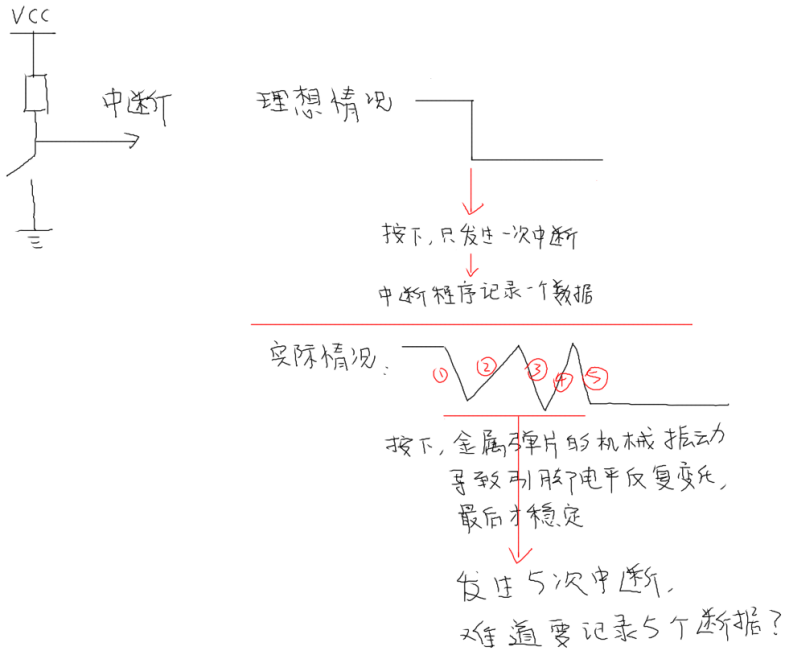 VCC
中断
理想情况
按下,只发生一次中断
中断程序记录一个数据
实际情况:
① ② ③ ④ ⑤
按下,金属弹片的机械振动
导致引脚电平反复变化,
最后才稳定
发生5次中断,
难道要记录5个断据?